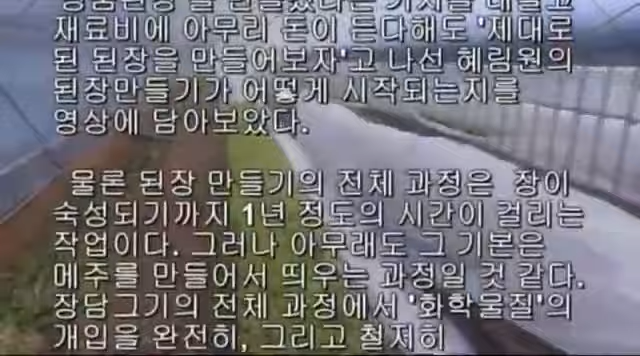 재료비에 아무리 돈이 든다해도 '제대로
된 된장을 만들어보자'고 나선 혜림원의
된장만들기가 어떻게 시작되는지를
영상에 담아보았다.
물론 된장 만들기의 전체 과정은 장이
숙성되기까지 1년 정도의 시간이 걸리는
작업이다. 그러나 아무래도 그 기본은
메주를 만들어서 띄우는 과정일 것 같다.
장담그기의 전체 과정에서 '화학물질'의
개입을 완전히, 그리고 철저히